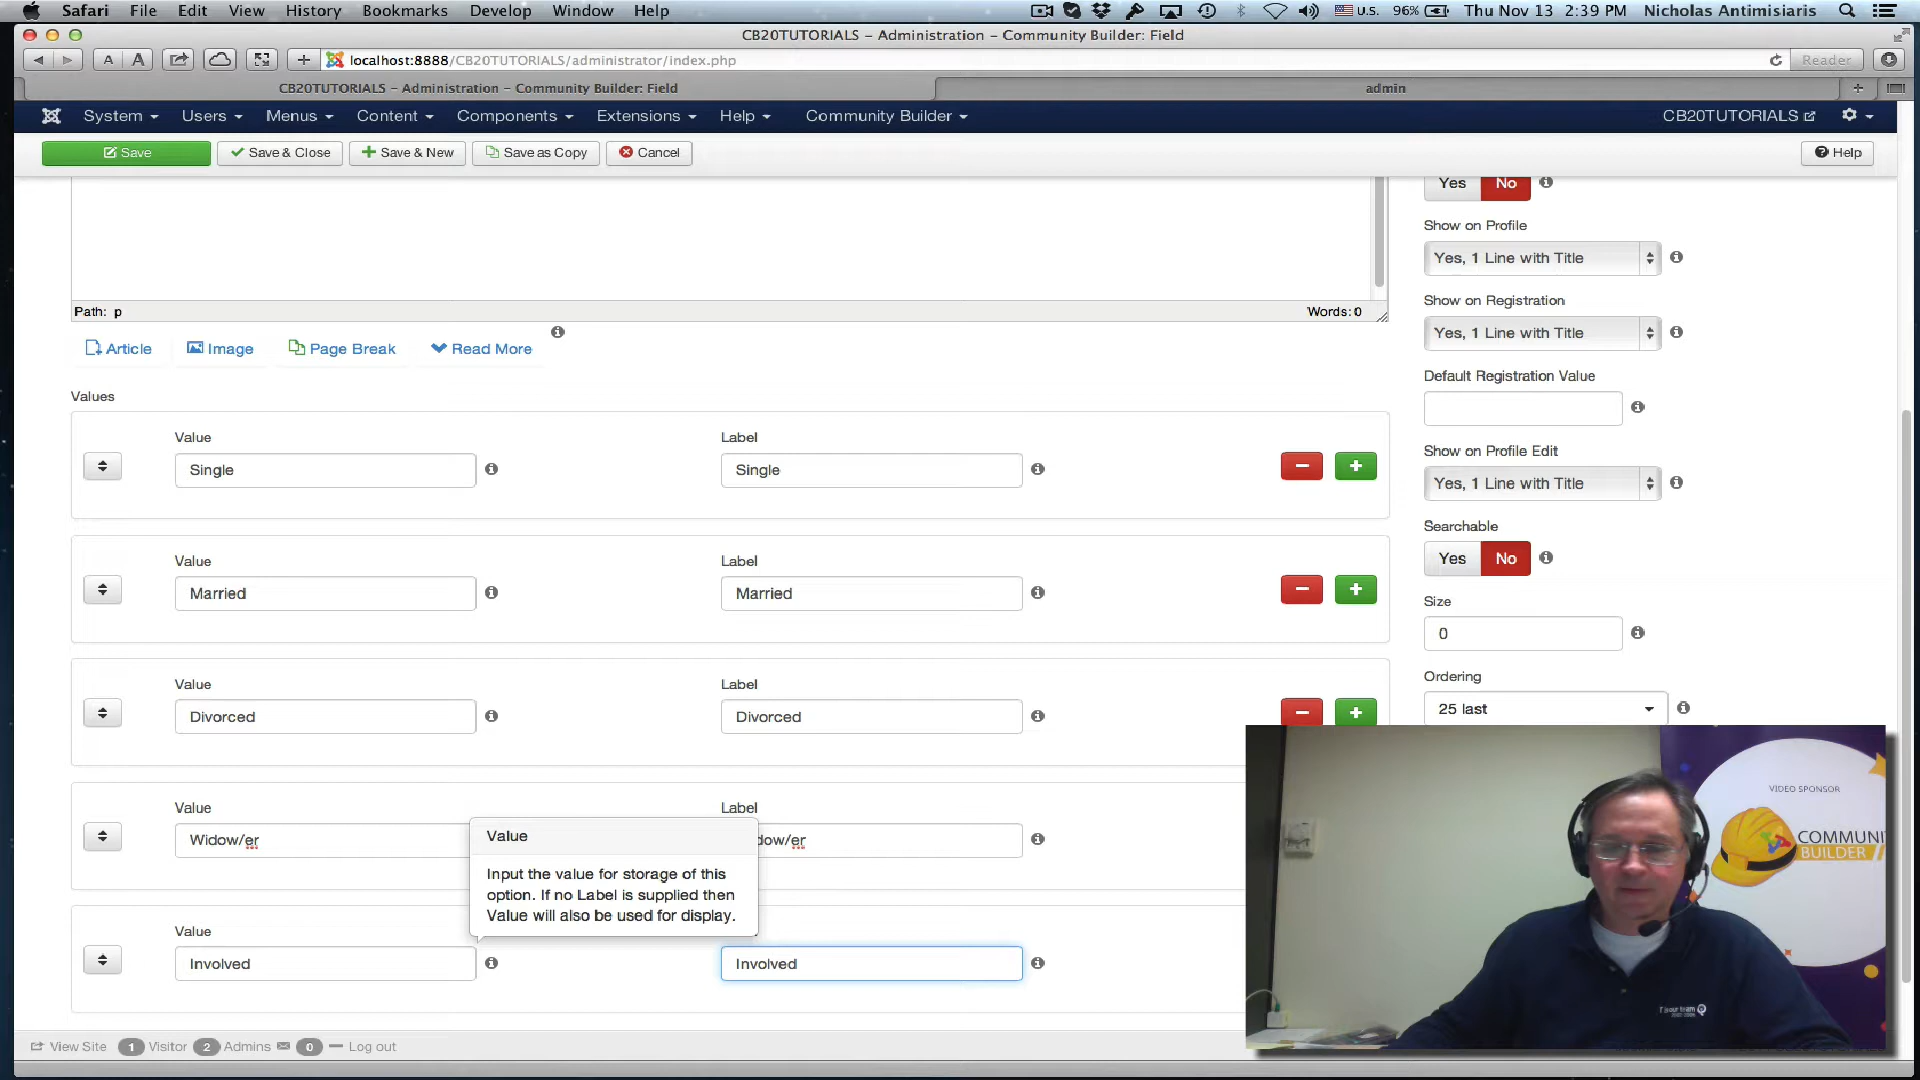 Safari File Edit View History Bookmarks Develop Window Help U.S. 96% Thu Nov 13 2:39 PM Nicholas Antimisiaris
CB20TUTORIALS – Administration – Community Builder: Field
A A + localhost:8888/CB20TUTORIALS/administrator/index.php Reader
CB20TUTORIALS – Administration – Community Builder: Field admin +
System Users Menus Content Components Extensions Help Community Builder CB20TUTORIALS
Save Save & Close Save & New Save as Copy Cancel Help
Yes No
Show on Profile
Yes, 1 Line with Title
Show on Registration
Path: p Words: 0
Yes, 1 Line with Title
Article Image Page Break Read More
Default Registration Value
Values
Value Label
Show on Profile Edit
Single Single
Yes, 1 Line with Title
Searchable
Value Label
Yes No
Married Married
Size
0
Ordering
Value Label
25 last
Divorced Divorced
Value Label
Widow/er dow/er
Value
Input the value for storage of this
option. If no Label is supplied then
Value will also be used for display.
Value
Involved Involved
View Site 1 Visitor 2 Admins 0 Log out
VIDEO SPONSOR
COMMUNI
BUILDER